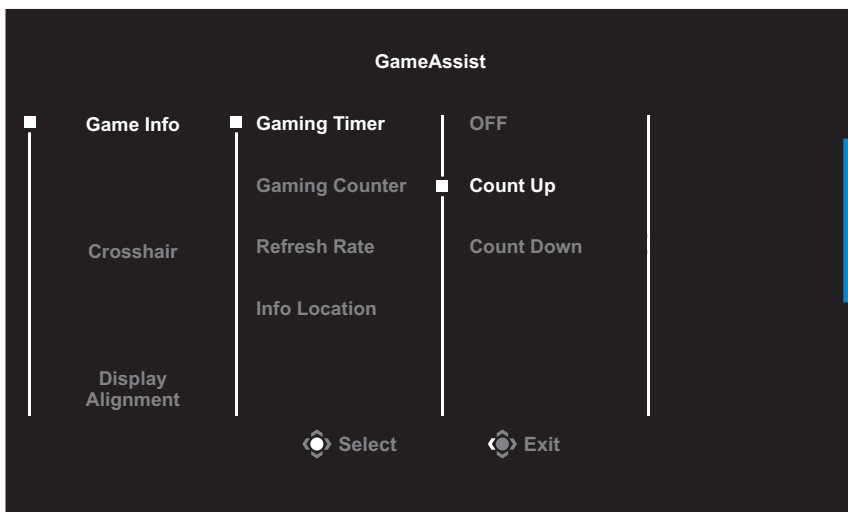 GameAssist
Game Info
Gaming Timer
OFF
Gaming Counter
Count Up
Crosshair
Refresh Rate
Count Down
Info Location
Display
Alignment
Select
Exit